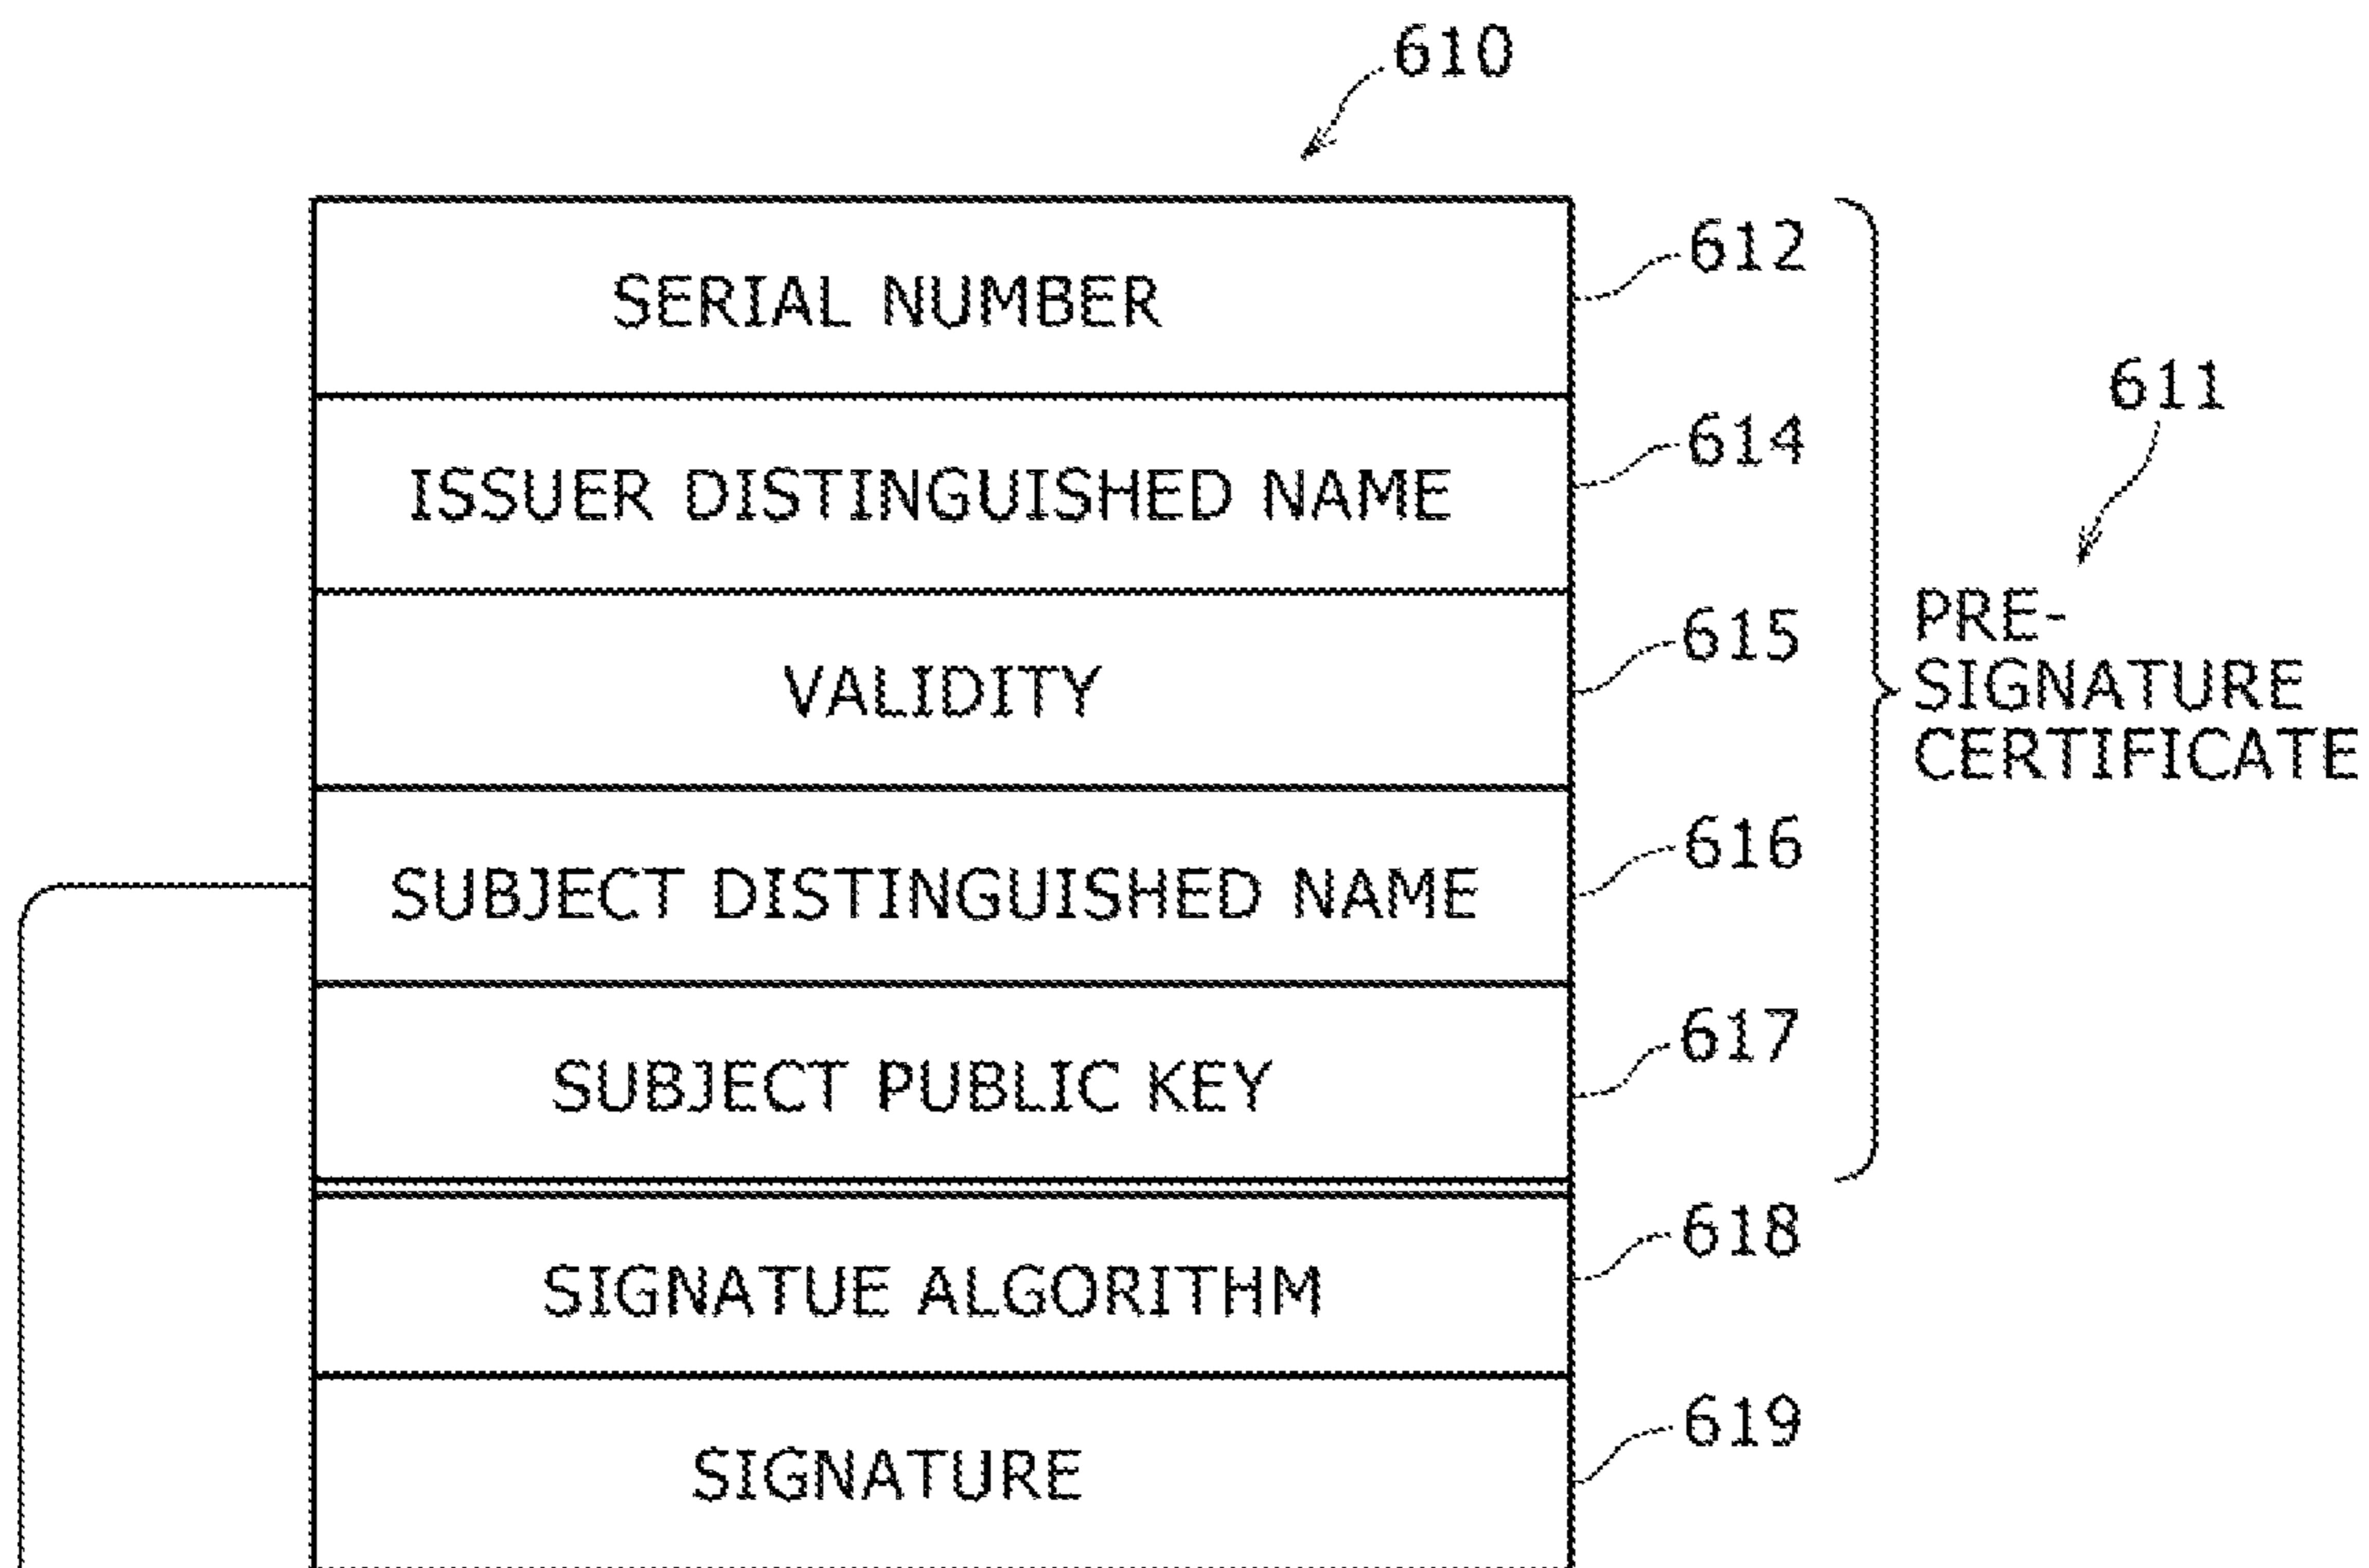 610
SERIAL NUMBER
612
ISSUER DISTINGUISHED NAME
614
611
VALIDITY
615
PRE-
SIGNATURE
CERTIFICATE
SUBJECT DISTINGUISHED NAME
616
SUBJECT PUBLIC KEY
617
SIGNATUE ALGORITHM
618
SIGNATURE
619